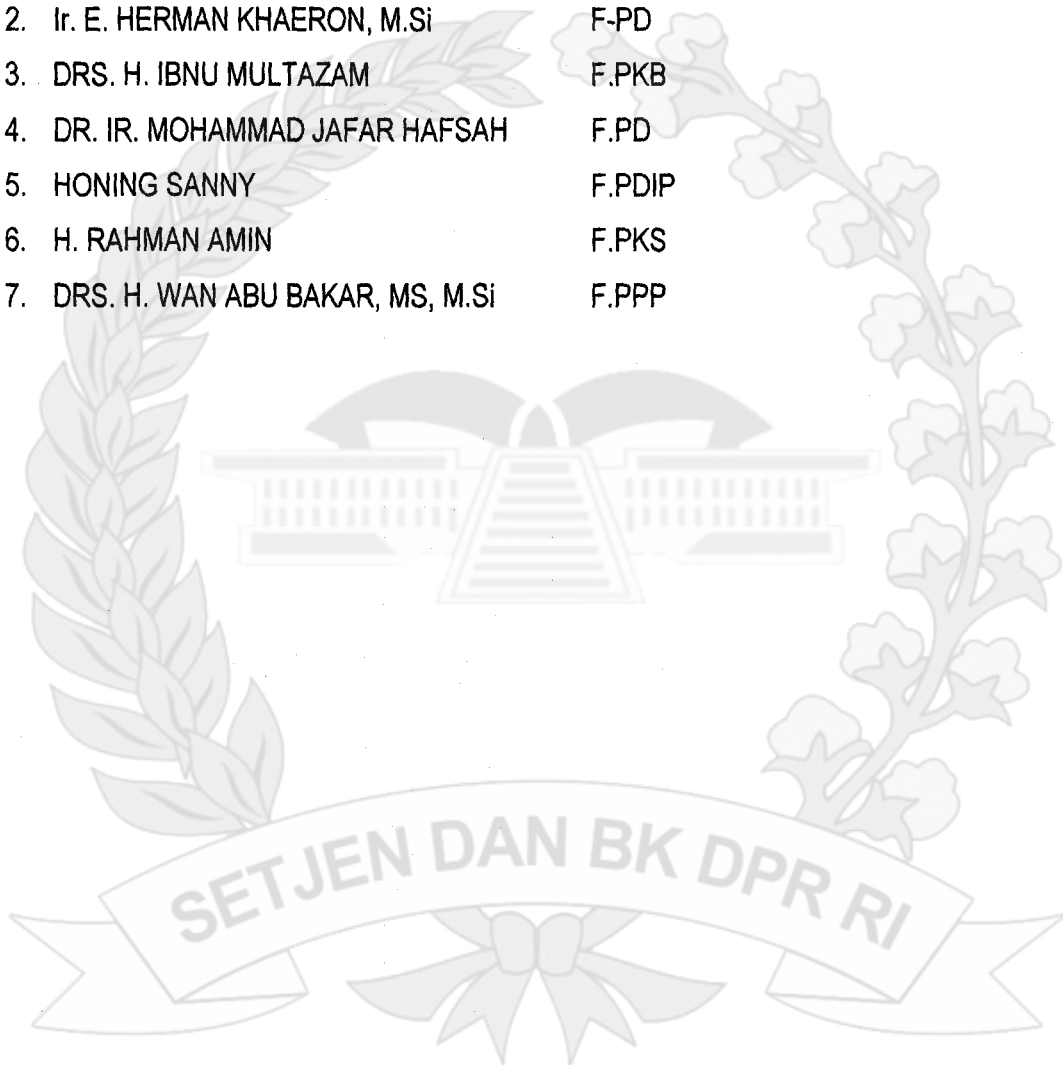 2. Ir. E. HERMAN KHAERON, M.Si F-PD
3. DRS. H. IBNU MULTAZAM F.PKB
4. DR. IR. MOHAMMAD JAFAR HAFSAH F.PD
5. HONING SANNY F.PDIP
6. H. RAHMAN AMIN F.PKS
7. DRS. H. WAN ABU BAKAR, MS, M.Si F.PPP
SETJEN DAN BK DPR RI